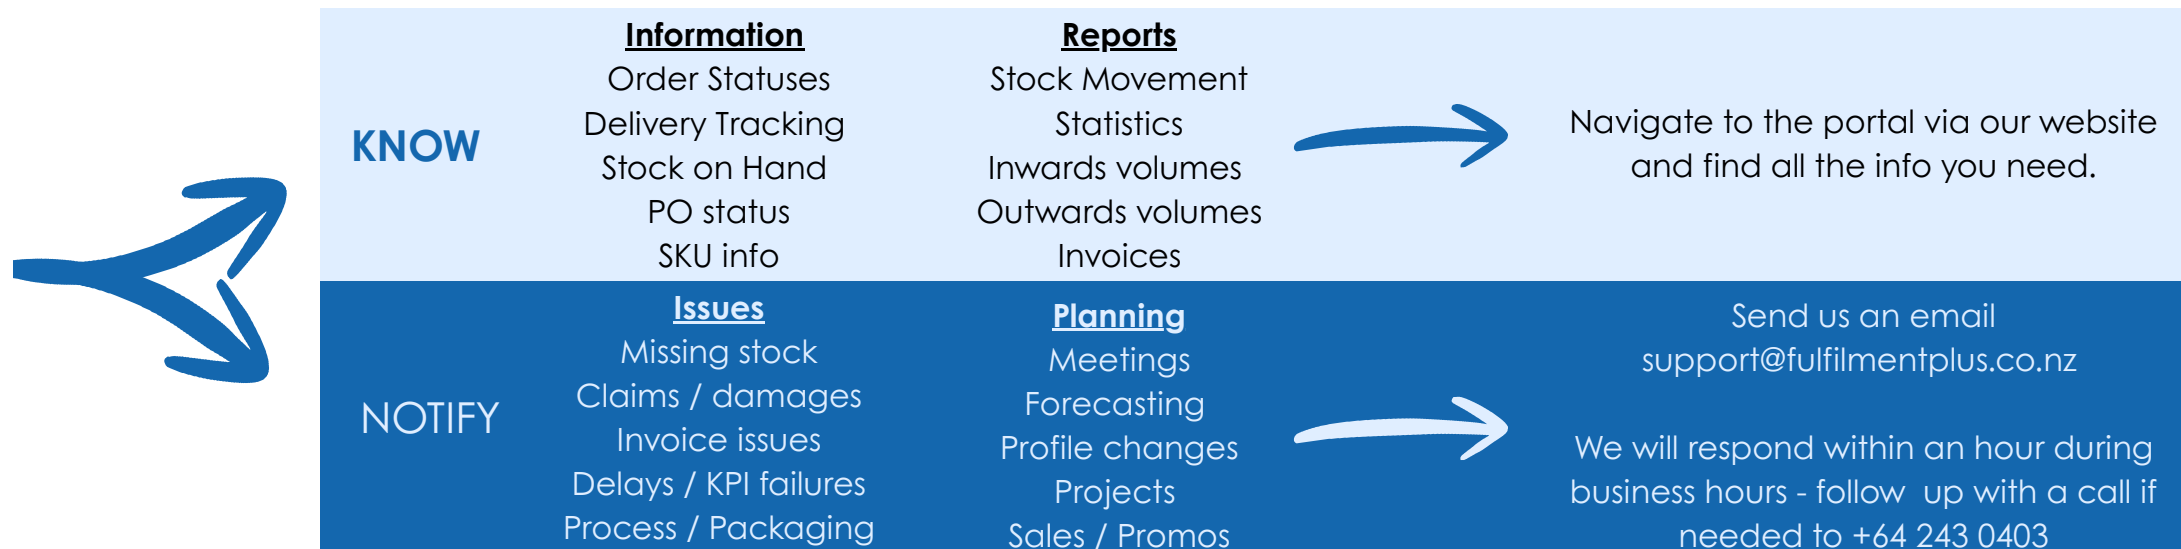 KNOW
Information
Order Statuses
Delivery Tracking
Stock on Hand
PO status
SKU info
Reports
Stock Movement
Statistics
Inwards volumes
Outwards volumes
Invoices
Navigate to the portal via our website
and find all the info you need.
NOTIFY
Issues
Missing stock
Claims / damages
Invoice issues
Delays / KPI failures
Process / Packaging
Planning
Meetings
Forecasting
Profile changes
Projects
Sales / Promos
Send us an email
support@fulfilmentplus.co.nz
We will respond within an hour during
business hours - follow  up with a call if
needed to +64 243 0403